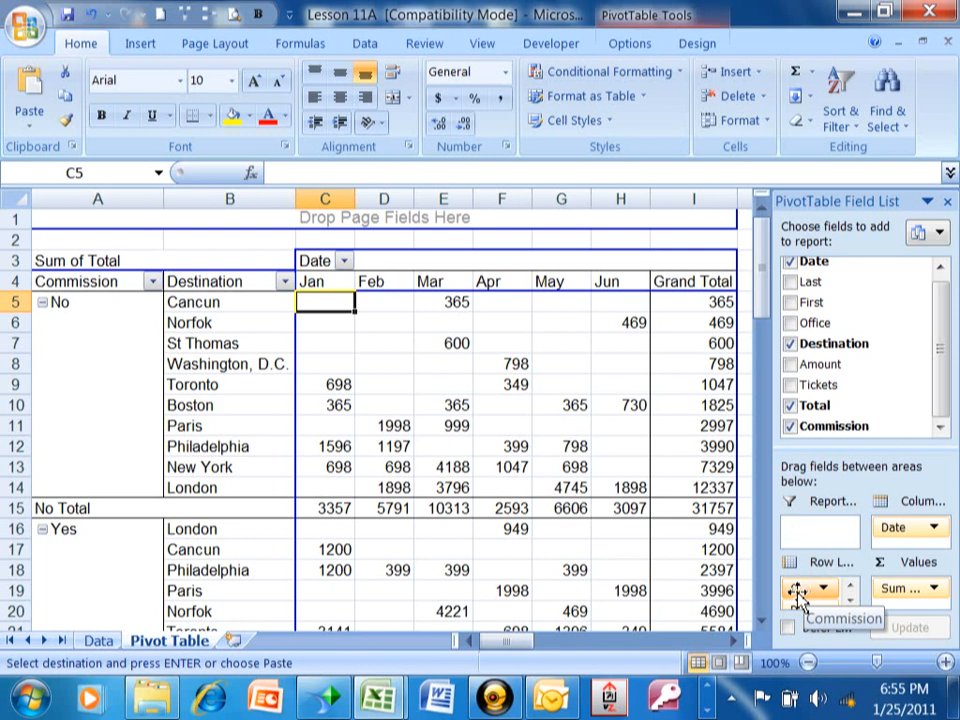 Lesson 11A [Compatibility Mode] - Micros...
PivotTable Tools
Home Insert Page Layout Formulas Data Review View Developer Options Design
Paste
Arial 10
B I U
General
$ % ,
Conditional Formatting
Format as Table
Cell Styles
Insert
Delete
Format
Σ
Sort & Filter
Find & Select
Clipboard Font Alignment Number Styles Cells Editing
C5 fx
A B C D E F G H I
1 Drop Page Fields Here
2
3 Sum of Total Date
4 Commission Destination Jan Feb Mar Apr May Jun Grand Total
5 No Cancun 365 365
6 Norfok 469 469
7 St Thomas 600 600
8 Washington, D.C. 798 798
9 Toronto 698 349 1047
10 Boston 365 365 365 730 1825
11 Paris 1998 999 2997
12 Philadelphia 1596 1197 399 798 3990
13 New York 698 698 4188 1047 698 7329
14 London 1898 3796 4745 1898 12337
15 No Total 3357 5791 10313 2593 6606 3097 31757
16 Yes London 949 949
17 Cancun 1200 1200
18 Philadelphia 1200 399 399 399 2397
19 Paris 1998 1998 3996
20 Norfok 4221 469 4690
PivotTable Field List
Choose fields to add
to report:
Date
Last
First
Office
Destination
Amount
Tickets
Total
Commission
Drag fields between areas
below:
Report... Colum...
Date
Row L... Σ Values
Sum ...
Commission
Update
Data Pivot Table
Select destination and press ENTER or choose Paste
100%
6:55 PM
1/25/2011